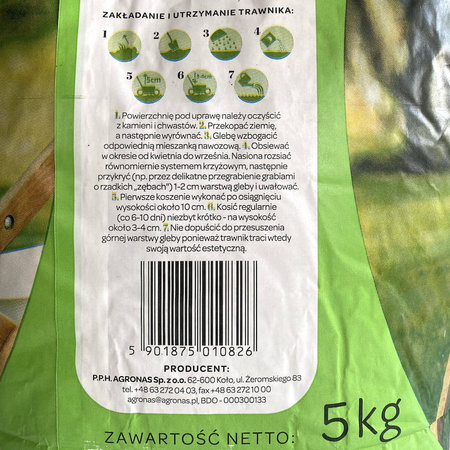 ZAKŁADANIE I UTRZYMANIE TRAWNIKA:
1 2 3 4
5 6 7
5cm
3-4cm
1. Powierzchnię pod uprawę należy oczyścić
z kamieni i chwastów. 2. Przekopać ziemię,
a następnie wyrównać. 3. Glebę wzbogacić
odpowiednią mieszanką nawozową. 4. Obsiewać
w okresie od kwietnia do września. Nasiona rozsiać
równomiernie systemem krzyżowym, następnie
przykryć (np. przez delikatne przegrabienie grabiami
o rzadkich „zębach") 1-2 cm warstwą gleby i uwałować.
5. Pierwsze koszenie wykonać po osiągnięciu
wysokości około 10 cm. 6. Kosić regularnie
(co 6-10 dni) niezbyt krótko - na wysokość
około 3-4 cm. 7. Nie dopuścić do przesuszenia
górnej warstwy gleby ponieważ trawnik traci wtedy
swoją wartość estetyczną.
5 901875 010826
PRODUCENT:
P.P.H. AGRONAS Sp. z o.o. 62-600 Koło, ul. Żeromskiego 83
tel. +48 63 272 04 03, fax +48 63 272 10 00
agronas@agronas.pl, BDO - 000300133
ZAWARTOŚĆ NETTO: 5kg